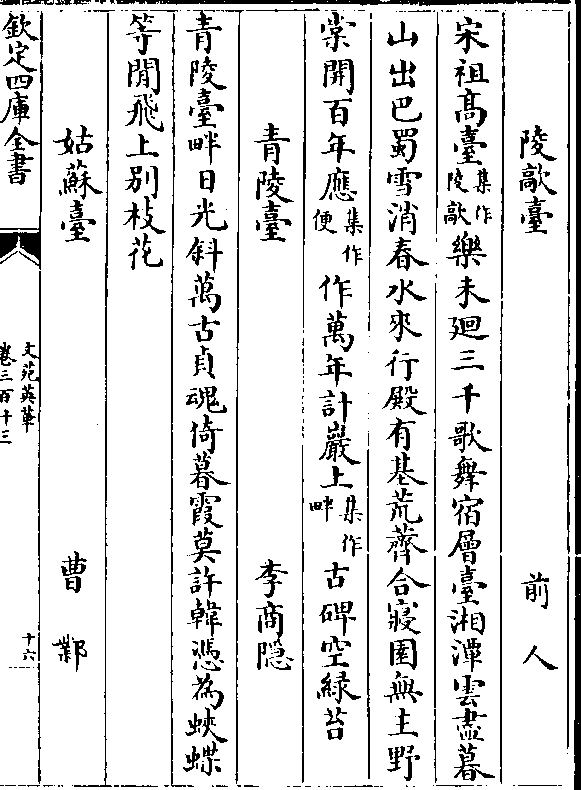 陵歊臺 前人
宋祖高臺集作陵歊樂未廻三千歌舞宿層臺湘潭雲盡暮
山出巴蜀雪消春水來行殿有基荒薺合寢園無主野
棠開百年應集作便作萬年計巖上集作畔古碑空緑苔
青陵臺 李商隠
青陵臺畔日光斜萬古貞魂倚暮霞莫許韓憑為蛺蝶
等閒飛上别枝花
姑蘇臺 曹鄴
欽定四庫全書 文苑英華卷三百十三 十六